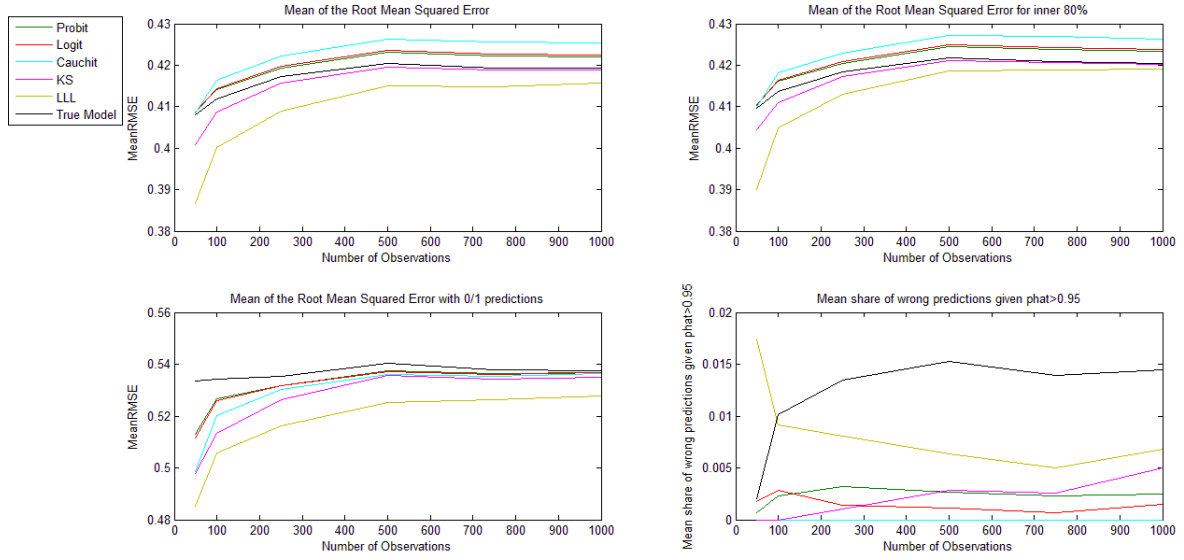 Probit
Logit
Cauchit
KS
LLL
True Model
Mean of the Root Mean Squared Error
0.43
0.42
0.41
0.4
0.39
0.38
MeanRMSE
0 100 200 300 400 500 600 700 800 900 1000
Number of Observations
Mean of the Root Mean Squared Error for inner 80%
0.43
0.42
0.41
0.4
0.39
0.38
MeanRMSE
0 100 200 300 400 500 600 700 800 900 1000
Number of Observations
Mean of the Root Mean Squared Error with 0/1 predictions
0.56
0.54
0.52
0.5
0.48
MeanRMSE
0 100 200 300 400 500 600 700 800 900 1000
Number of Observations
Mean share of wrong predictions given phat>0.95
0.02
0.015
0.01
0.005
0
Mean share of wrong predictions given phat>0.95
0 100 200 300 400 500 600 700 800 900 1000
Number of Observations